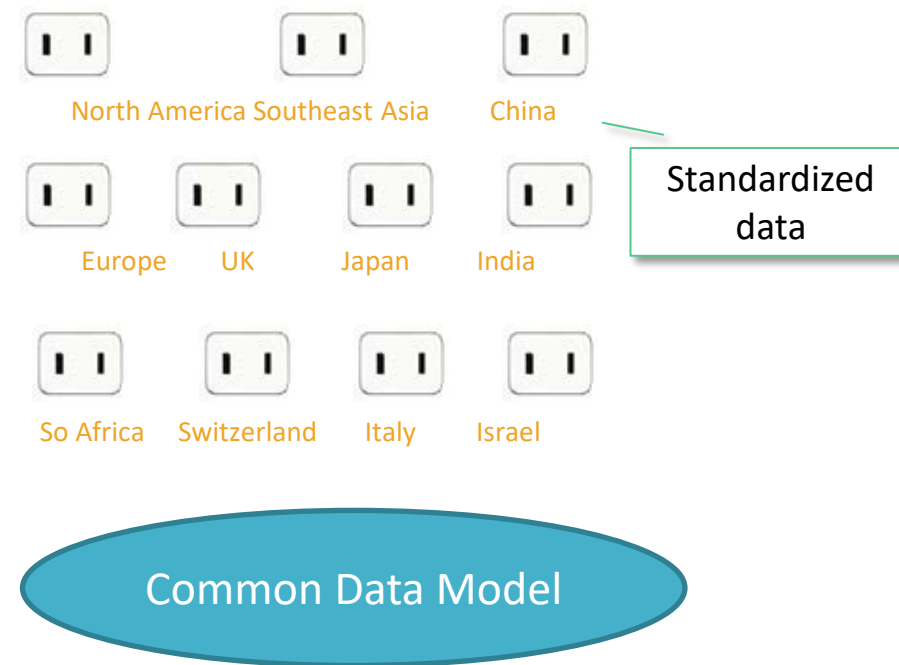 North America Southeast Asia China
Standardized
data
Europe UK Japan India
So Africa Switzerland Italy Israel
Common Data Model